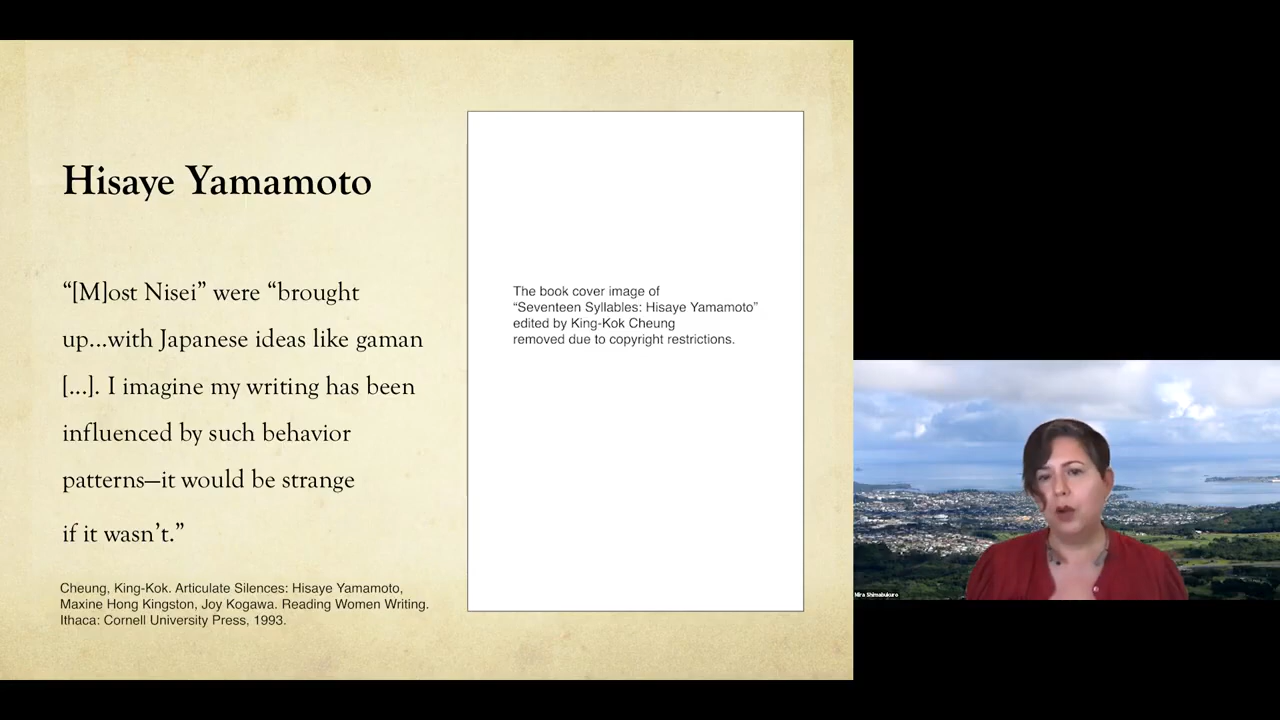 Hisaye Yamamoto
“[M]ost Nisei” were “brought
up...with Japanese ideas like gaman
[...]. I imagine my writing has been
influenced by such behavior
patterns—it would be strange
if it wasn’t.”
Cheung, King-Kok. Articulate Silences: Hisaye Yamamoto,
Maxine Hong Kingston, Joy Kogawa. Reading Women Writing.
Ithaca: Cornell University Press, 1993.
The book cover image of
“Seventeen Syllables: Hisaye Yamamoto”
edited by King-Kok Cheung
removed due to copyright restrictions.
Mira Shimabukuro